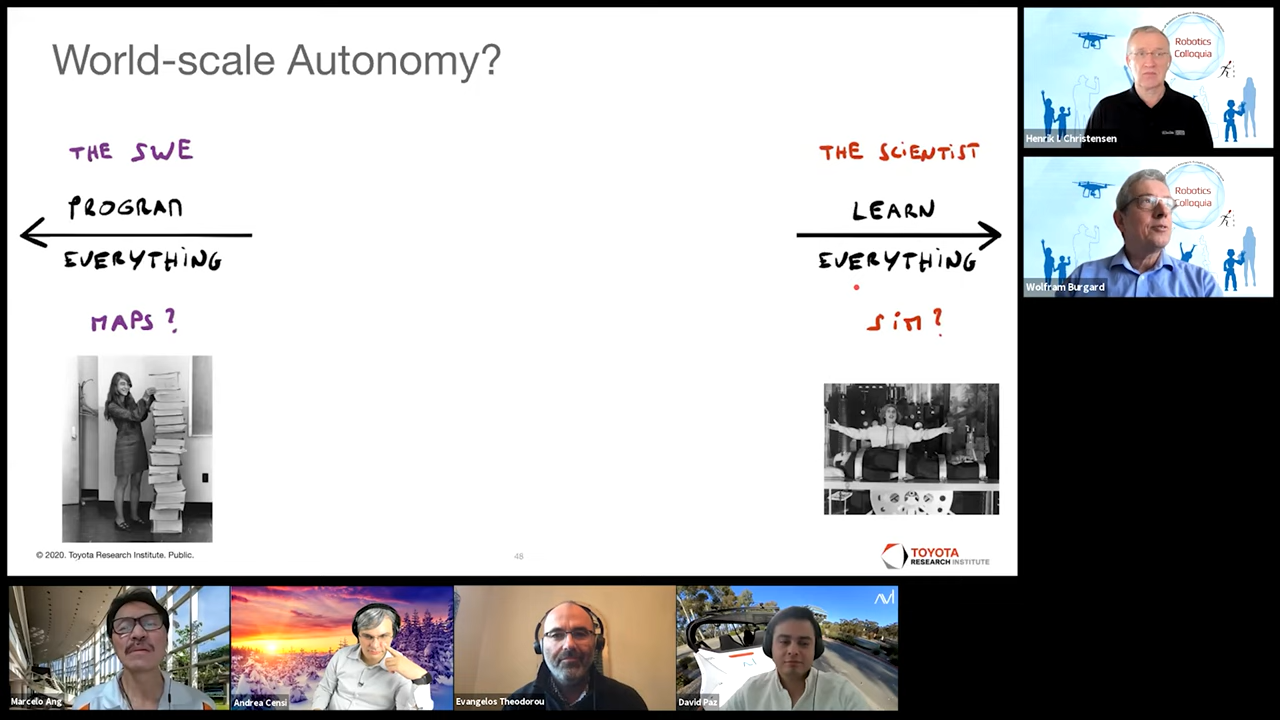 World-scale Autonomy?
THE SWE
PROGRAM
EVERYTHING
MAPS?
THE SCIENTIST
LEARN
EVERYTHING
SIM?
© 2020. Toyota Research Institute. Public.
48
TOYOTA
RESEARCH INSTITUTE
Robotics
Colloquia
Henrik I. Christensen
Robotics
Colloquia
Wolfram Burgard
Marcelo Ang
Andrea Censi
Evangelos Theodorou
David Paz